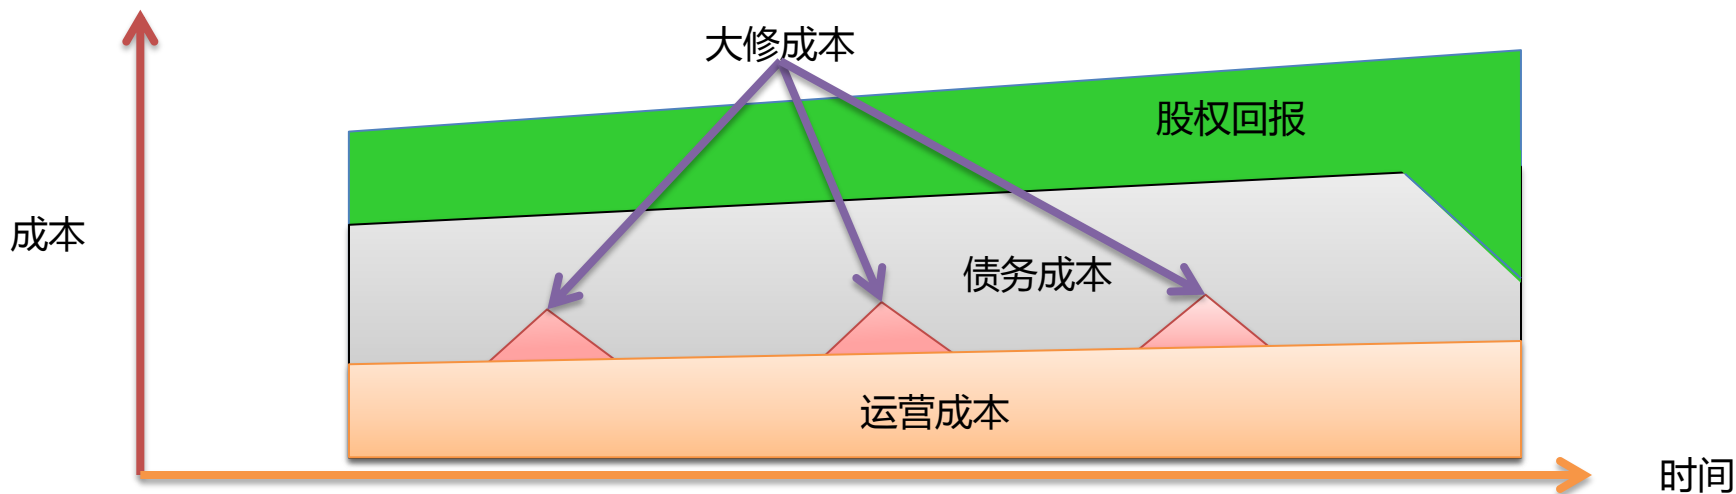 大修成本
股权回报
成本
债务成本
运营成本
时间